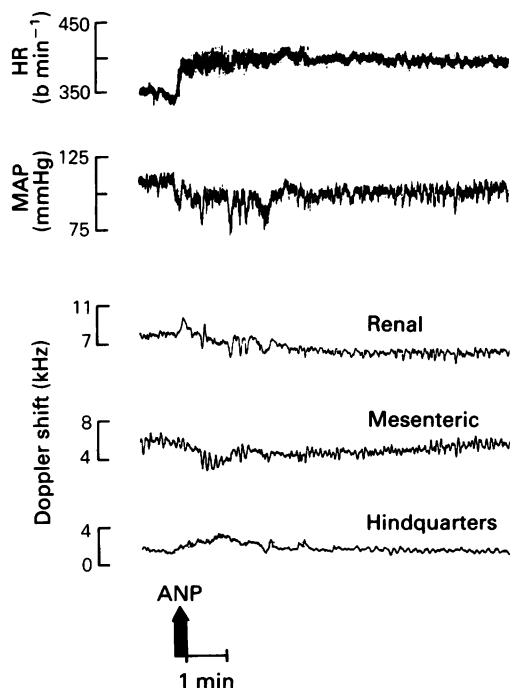 450
HR
(b min⁻¹)
350
125
MAP
(mmHg)
75
11
Renal
7
8
Mesenteric
4
Doppler shift (kHz)
4
Hindquarters
0
ANP
1 min